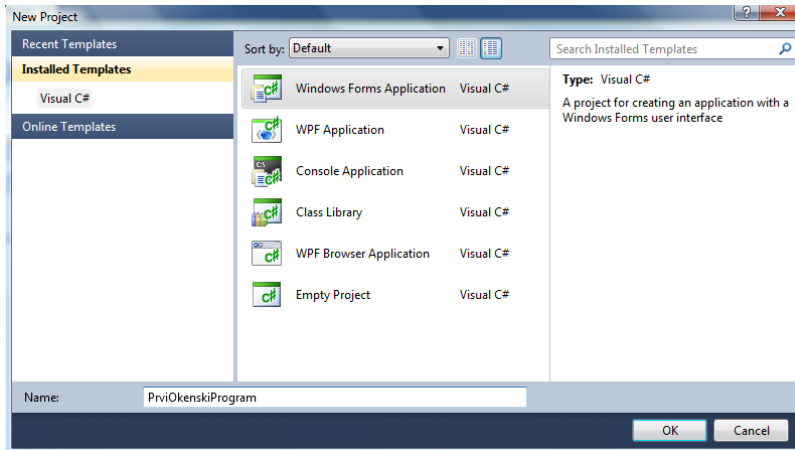 New Project
Recent Templates
Installed Templates
Visual C#
Online Templates
Sort by: Default
Windows Forms Application Visual C#
WPF Application Visual C#
Console Application Visual C#
Class Library Visual C#
WPF Browser Application Visual C#
Empty Project Visual C#
Search Installed Templates
Type: Visual C#
A project for creating an application with a
Windows Forms user interface
Name: PrviOkenskiProgram
OK Cancel